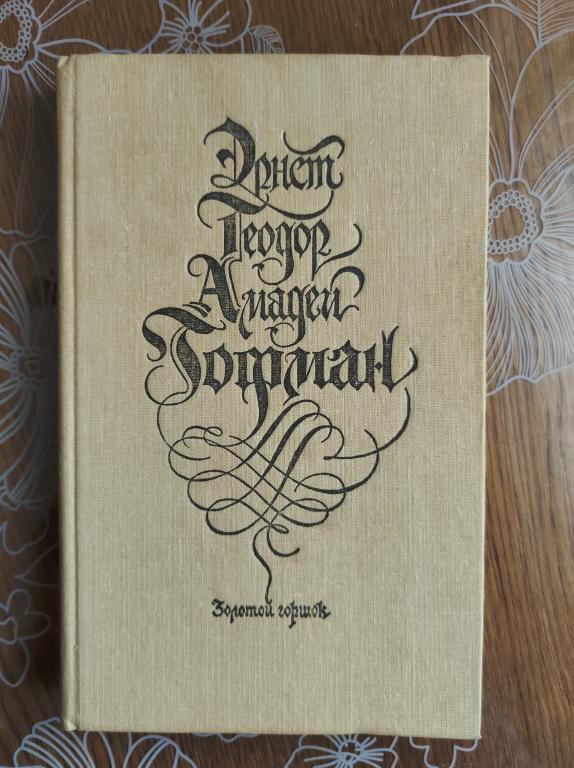 Эрнст
Теодор
Амадей
Гофман
Золотой горшок